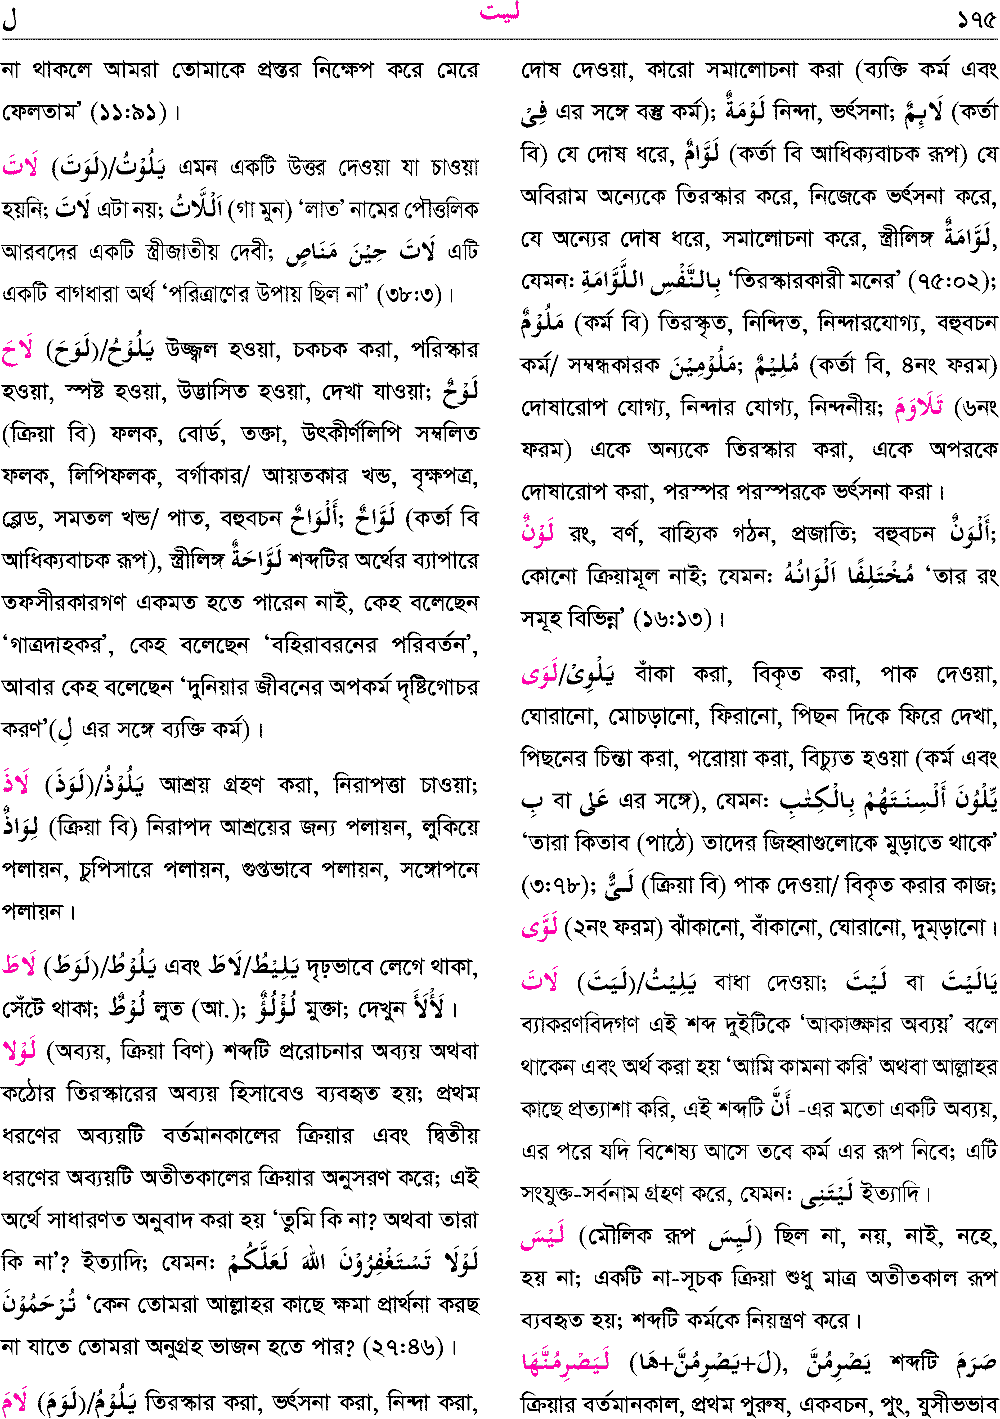 ل ليت ১৭৫
না থাকলে আমরা তোমাকে প্রস্তর নিক্ষেপ করে মেরে
ফেলতাম’ (১১:৯১)।
لَاتَ (لَوَتَ)/يَلُوْتُ এমন একটি উত্তর দেওয়া যা চাওয়া
হয়নি; لَاتَ এটা নয়; اَللَّاتُ (গা মুন) ‘লাত’ নামের পৌত্তলিক
আরবদের একটি স্ত্রীজাতীয় দেবী; لَاتَ حِيْنَ مَنَاصٍ এটি
একটি বাগধারা অর্থ ‘পরিত্রাণের উপায় ছিল না’ (৩৮:৩)।
لَاحَ (لَوَحَ)/يَلُوْحُ উজ্জ্বল হওয়া, চকচক করা, পরিস্কার
হওয়া, স্পষ্ট হওয়া, উদ্ভাসিত হওয়া, দেখা যাওয়া; لَوْحٌ
(ক্রিয়া বি) ফলক, বোর্ড, তক্তা, উৎকীর্ণলিপি সম্বলিত
ফলক, লিপিফলক, বর্গাকার/ আয়তকার খন্ড, বৃক্ষপত্র,
ব্লেড, সমতল খন্ড/ পাত, বহুবচন أَلْوَاحٌ; لَوَّاحٌ (কর্তা বি
আধিক্যবাচক রূপ), স্ত্রীলিঙ্গ لَوَّاحَةٌ শব্দটির অর্থের ব্যাপারে
তফসীরকারগণ একমত হতে পারেন নাই, কেহ বলেছেন
‘গাত্রদাহকর’, কেহ বলেছেন ‘বহিরাবরনের পরিবর্তন’,
আবার কেহ বলেছেন ‘দুনিয়ার জীবনের অপকর্ম দৃষ্টিগোচর
করণ’(لِ এর সঙ্গে ব্যক্তি কর্ম)।
لَاذَ (لَوَذَ)/يَلُوْذُ আশ্রয় গ্রহণ করা, নিরাপত্তা চাওয়া;
لِوَاذٌ (ক্রিয়া বি) নিরাপদ আশ্রয়ের জন্য পলায়ন, লুকিয়ে
পলায়ন, চুপিসারে পলায়ন, গুপ্তভাবে পলায়ন, সঙ্গোপনে
পলায়ন।
لَاطَ (لَوَطَ)/يَلُوْطُ এবং لَاطَ/يَلِيْطُ দৃঢ়ভাবে লেগে থাকা,
সেঁটে থাকা; لُوْطٌ লুত (আ.); لُؤْلُؤٌ মুক্তা; দেখুন لَأْلَأَ।
لَوْلَا (অব্যয়, ক্রিয়া বিণ) শব্দটি প্ররোচনার অব্যয় অথবা
কঠোর তিরস্কারের অব্যয় হিসাবেও ব্যবহৃত হয়; প্রথম
ধরণের অব্যয়টি বর্তমানকালের ক্রিয়ার এবং দ্বিতীয়
ধরণের অব্যয়টি অতীতকালের ক্রিয়ার অনুসরণ করে; এই
অর্থে সাধারণত অনুবাদ করা হয় ‘তুমি কি না? অথবা তারা
কি না’? ইত্যাদি; যেমন: لَوْلَا تَسْتَغْفِرُوْنَ اللهَ لَعَلَّكُمْ
تُرْحَمُوْنَ ‘কেন তোমরা আল্লাহর কাছে ক্ষমা প্রার্থনা করছ
না যাতে তোমরা অনুগ্রহ ভাজন হতে পার? (২৭:৪৬)।
لَامَ (لَوَمَ)/يَلُوْمُ তিরস্কার করা, ভর্ৎসনা করা, নিন্দা করা,
দোষ দেওয়া, কারো সমালোচনা করা (ব্যক্তি কর্ম এবং
فِىْ এর সঙ্গে বস্তু কর্ম); لَوْمَةٌ নিন্দা, ভর্ৎসনা; لَاىِٕمٌ (কর্তা
বি) যে দোষ ধরে, لَوَّامٌ (কর্তা বি আধিক্যবাচক রূপ) যে
অবিরাম অন্যেকে তিরস্কার করে, নিজেকে ভর্ৎসনা করে,
যে অন্যের দোষ ধরে, সমালোচনা করে, স্ত্রীলিঙ্গ لَوَّامَةٌ,
যেমন: بِالنَّفْسِ اللَّوَّامَةِ ‘তিরস্কারকারী মনের’ (৭৫:০২);
مَلُوْمٌ (কর্ম বি) তিরস্কৃত, নিন্দিত, নিন্দারযোগ্য, বহুবচন
কর্ম/ সম্বন্ধকারক مَلُوْمِيْنَ; مُلِيْمٌ (কর্তা বি, ৪নং ফরম)
দোষারোপ যোগ্য, নিন্দার যোগ্য, নিন্দনীয়; تَلَاوَمَ (৬নং
ফরম) একে অন্যকে তিরস্কার করা, একে অপরকে
দোষারোপ করা, পরস্পর পরস্পরকে ভর্ৎসনা করা।
لَوْنٌ রং, বর্ণ, বাহ্যিক গঠন, প্রজাতি; বহুবচন أَلْوَنٌ;
কোনো ক্রিয়ামূল নাই; যেমন: مُخْتَلِفًا اَلْوَانُهُ ‘তার রং
সমূহ বিভিন্ন’ (১৬:১৩)।
لَوَى/يَلْوِىْ বাঁকা করা, বিকৃত করা, পাক দেওয়া,
ঘোরানো, মোচড়ানো, ফিরানো, পিছন দিকে ফিরে দেখা,
পিছনের চিন্তা করা, পরোয়া করা, বিচ্যুত হওয়া (কর্ম এবং
بِ বা عَلَى এর সঙ্গে), যেমন: يَّلْوٗنَ أَلْسِنَتَهُمْ بِالْكِتٰبِ
‘তারা কিতাব (পাঠে) তাদের জিহ্বাগুলোকে মুড়াতে থাকে’
(৩:৭৮); لَىٌّ (ক্রিয়া বি) পাক দেওয়া/ বিকৃত করার কাজ;
لَوَّى (২নং ফরম) ঝাঁকানো, বাঁকানো, ঘোরানো, দুমড়ানো।
لَاتَ (لَيَتَ)/يَلِيْتُ বাধা দেওয়া; لَيْتَ বা يَالَيْتَ
ব্যাকরণবিদগণ এই শব্দ দুইটিকে ‘আকাঙ্ক্ষার অব্যয়’ বলে
থাকেন এবং অর্থ করা হয় ‘আমি কামনা করি’ অথবা আল্লাহর
কাছে প্রত্যাশা করি, এই শব্দটি أَنَّ -এর মতো একটি অব্যয়,
এর পরে যদি বিশেষ্য আসে তবে কর্ম এর রূপ নিবে; এটি
সংযুক্ত-সর্বনাম গ্রহণ করে, যেমন: لَيْتَنِى ইত্যাদি।
لَيْسَ (মৌলিক রূপ لَيِسَ) ছিল না, নয়, নাই, নহে,
হয় না; একটি না-সূচক ক্রিয়া শুধু মাত্র অতীতকাল রূপ
ব্যবহৃত হয়; শব্দটি কর্মকে নিয়ন্ত্রণ করে।
لَيَصْرِمُنَّهَا (لَ+يَصْرِمُنَّ+هَا), يَصْرِمُنَّ শব্দটি صَرَمَ
ক্রিয়ার বর্তমানকাল, প্রথম পুরুষ, একবচন, পুং, যুসীভভাব